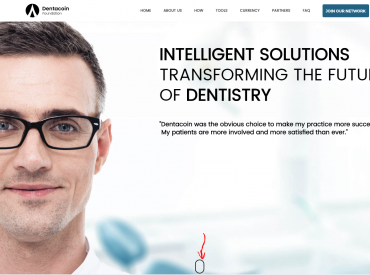 Dentacoin
Foundation
HOME ABOUT US HOW TOOLS CURRENCY PARTNERS FAQ JOIN OUR NETWORK
INTELLIGENT SOLUTIONS
TRANSFORMING THE FUTU
OF DENTISTRY
"Dentacoin was the obvious choice to make my practice more succe
My patients are more involved and more satisfied than ever."